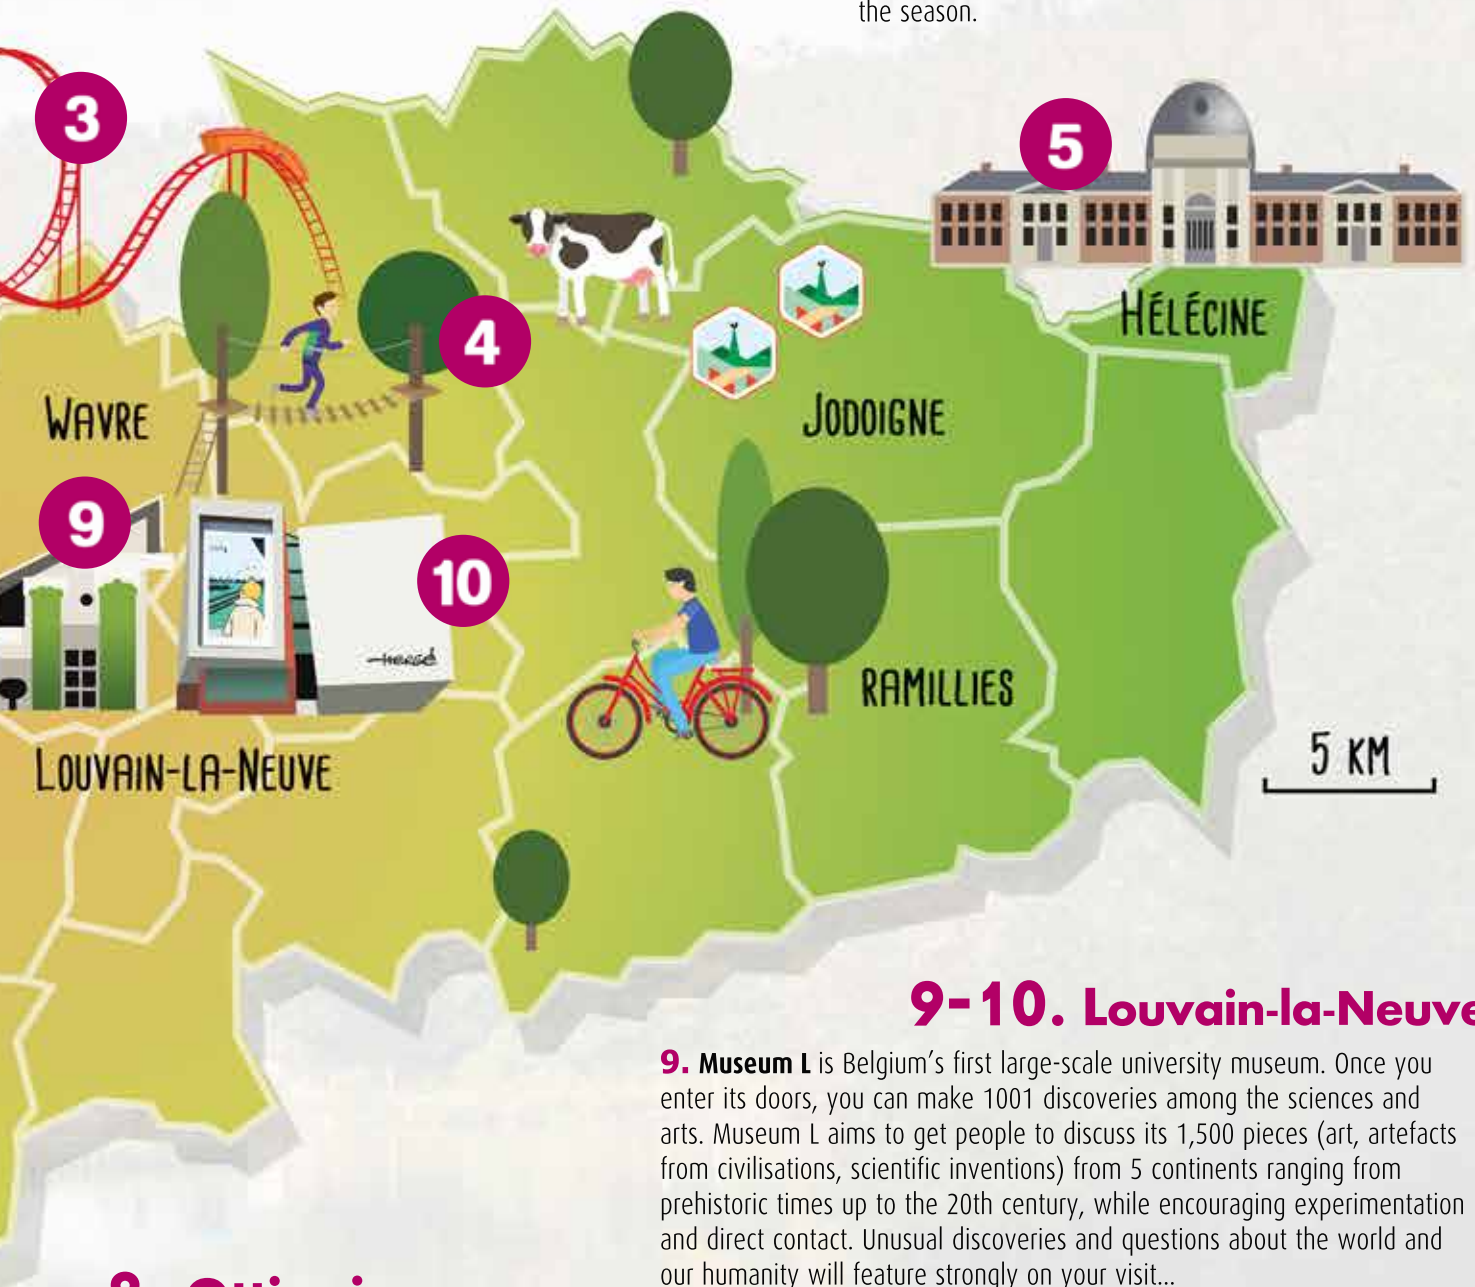 the season.
3
5
HÉLÉCINE
4
WAVRE
JODOIGNE
9
10
HERGÉ
RAMILLIES
5 KM
LOUVAIN-LA-NEUVE
9-10. Louvain-la-Neuve
9. Museum L is Belgium's first large-scale university museum. Once you
enter its doors, you can make 1001 discoveries among the sciences and
arts. Museum L aims to get people to discuss its 1,500 pieces (art, artefacts
from civilisations, scientific inventions) from 5 continents ranging from
prehistoric times up to the 20th century, while encouraging experimentation
and direct contact. Unusual discoveries and questions about the world and
our humanity will feature strongly on your visit...